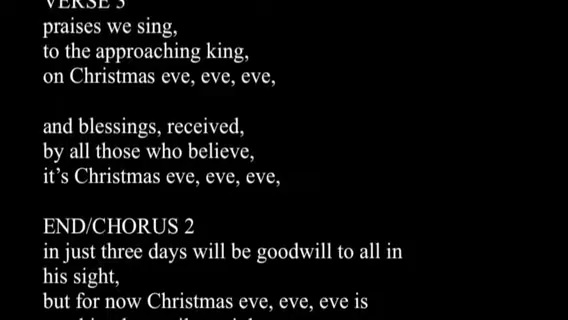 VERSE 3
praises we sing,
to the approaching king,
on Christmas eve, eve, eve,
and blessings, received,
by all those who believe,
it's Christmas eve, eve, eve,
END/CHORUS 2
in just three days will be goodwill to all in
his sight,
but for now Christmas eve, eve, eve is